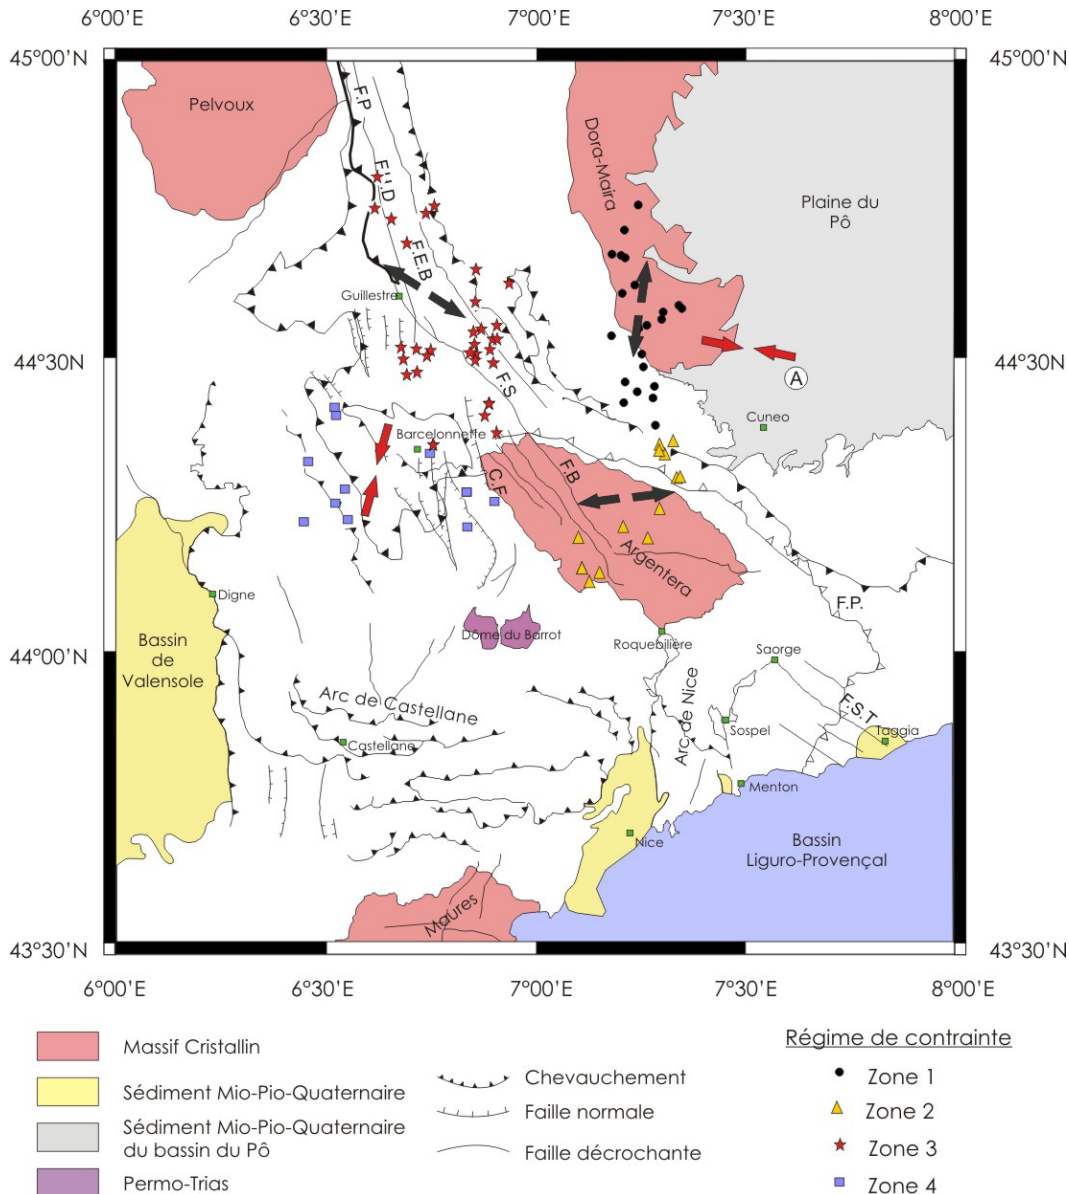 6°00'E
6°30'E
7°00'E
7°30'E
8°00'E
45°00'N
45°00'N
Pelvoux
F.P
F.H.D
F.E.B
Dora-Maira
Plaine du
Pô
Guillestre
44°30'N
44°30'N
A
F.S
Cuneo
Barcelonnette
C.E
F.B
Argentera
Digne
F.P.
Dôme du Barrot
Roquebilière
44°00'N
44°00'N
Bassin
de
Valensole
Saorge
Arc de Castellane
Arc de Nice
F.S.T
Sospel
Taggia
Castellane
Menton
Nice
Bassin
Liguro-Provençal
Maures
43°30'N
43°30'N
6°00'E
6°30'E
7°00'E
7°30'E
8°00'E
Massif Cristallin
Sédiment Mio-Pio-Quaternaire
Sédiment Mio-Pio-Quaternaire
du bassin du Pô
Permo-Trias
Chevauchement
Faille normale
Faille décrochante
Régime de contrainte
Zone 1
Zone 2
Zone 3
Zone 4